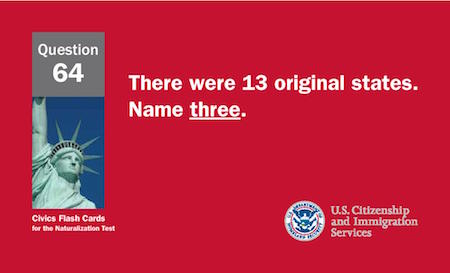 Question
64
There were 13 original states.
Name three.
Civics Flash Cards
for the Naturalization Test
U.S. Citizenship
and Immigration
Services